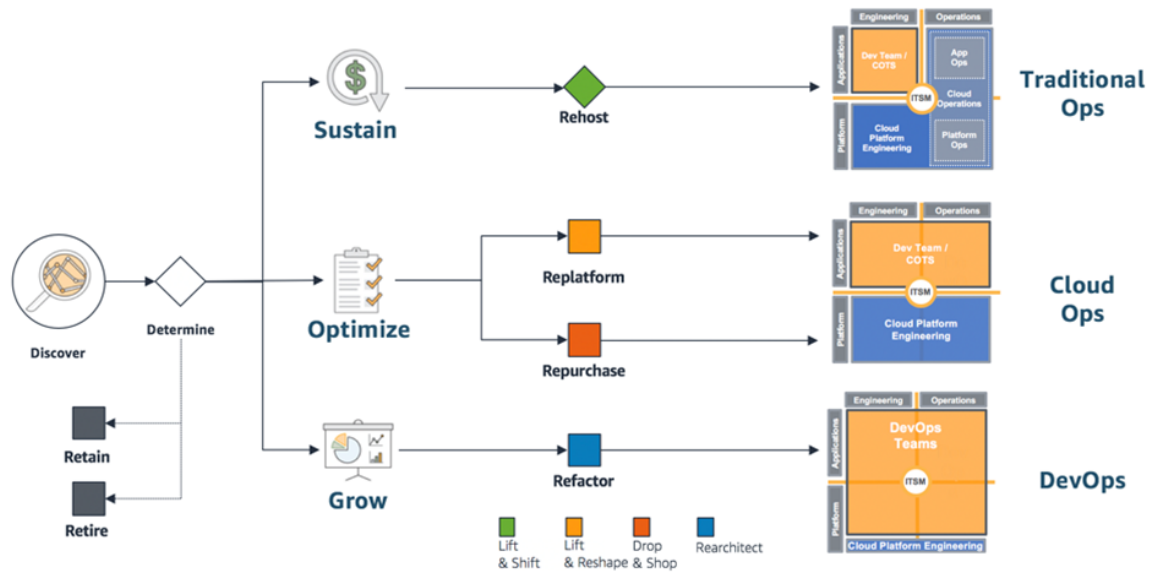 Engineering
Operations
Applications
Platform
Dev Team /
COTS
App
Ops
ITSM
Cloud
Operations
Cloud
Platform
Engineering
Platform
Ops
Traditional
Ops
Sustain
Rehost
Engineering
Operations
Applications
Platform
Dev Team /
COTS
ITSM
Cloud Platform
Engineering
Cloud
Ops
Discover
Determine
Optimize
Replatform
Repurchase
Retain
Retire
Grow
Refactor
Engineering
Operations
Applications
Platform
DevOps
Teams
ITSM
Cloud Platform Engineering
DevOps
Lift
& Shift
Lift
& Reshape
Drop
& Shop
Rearchitect